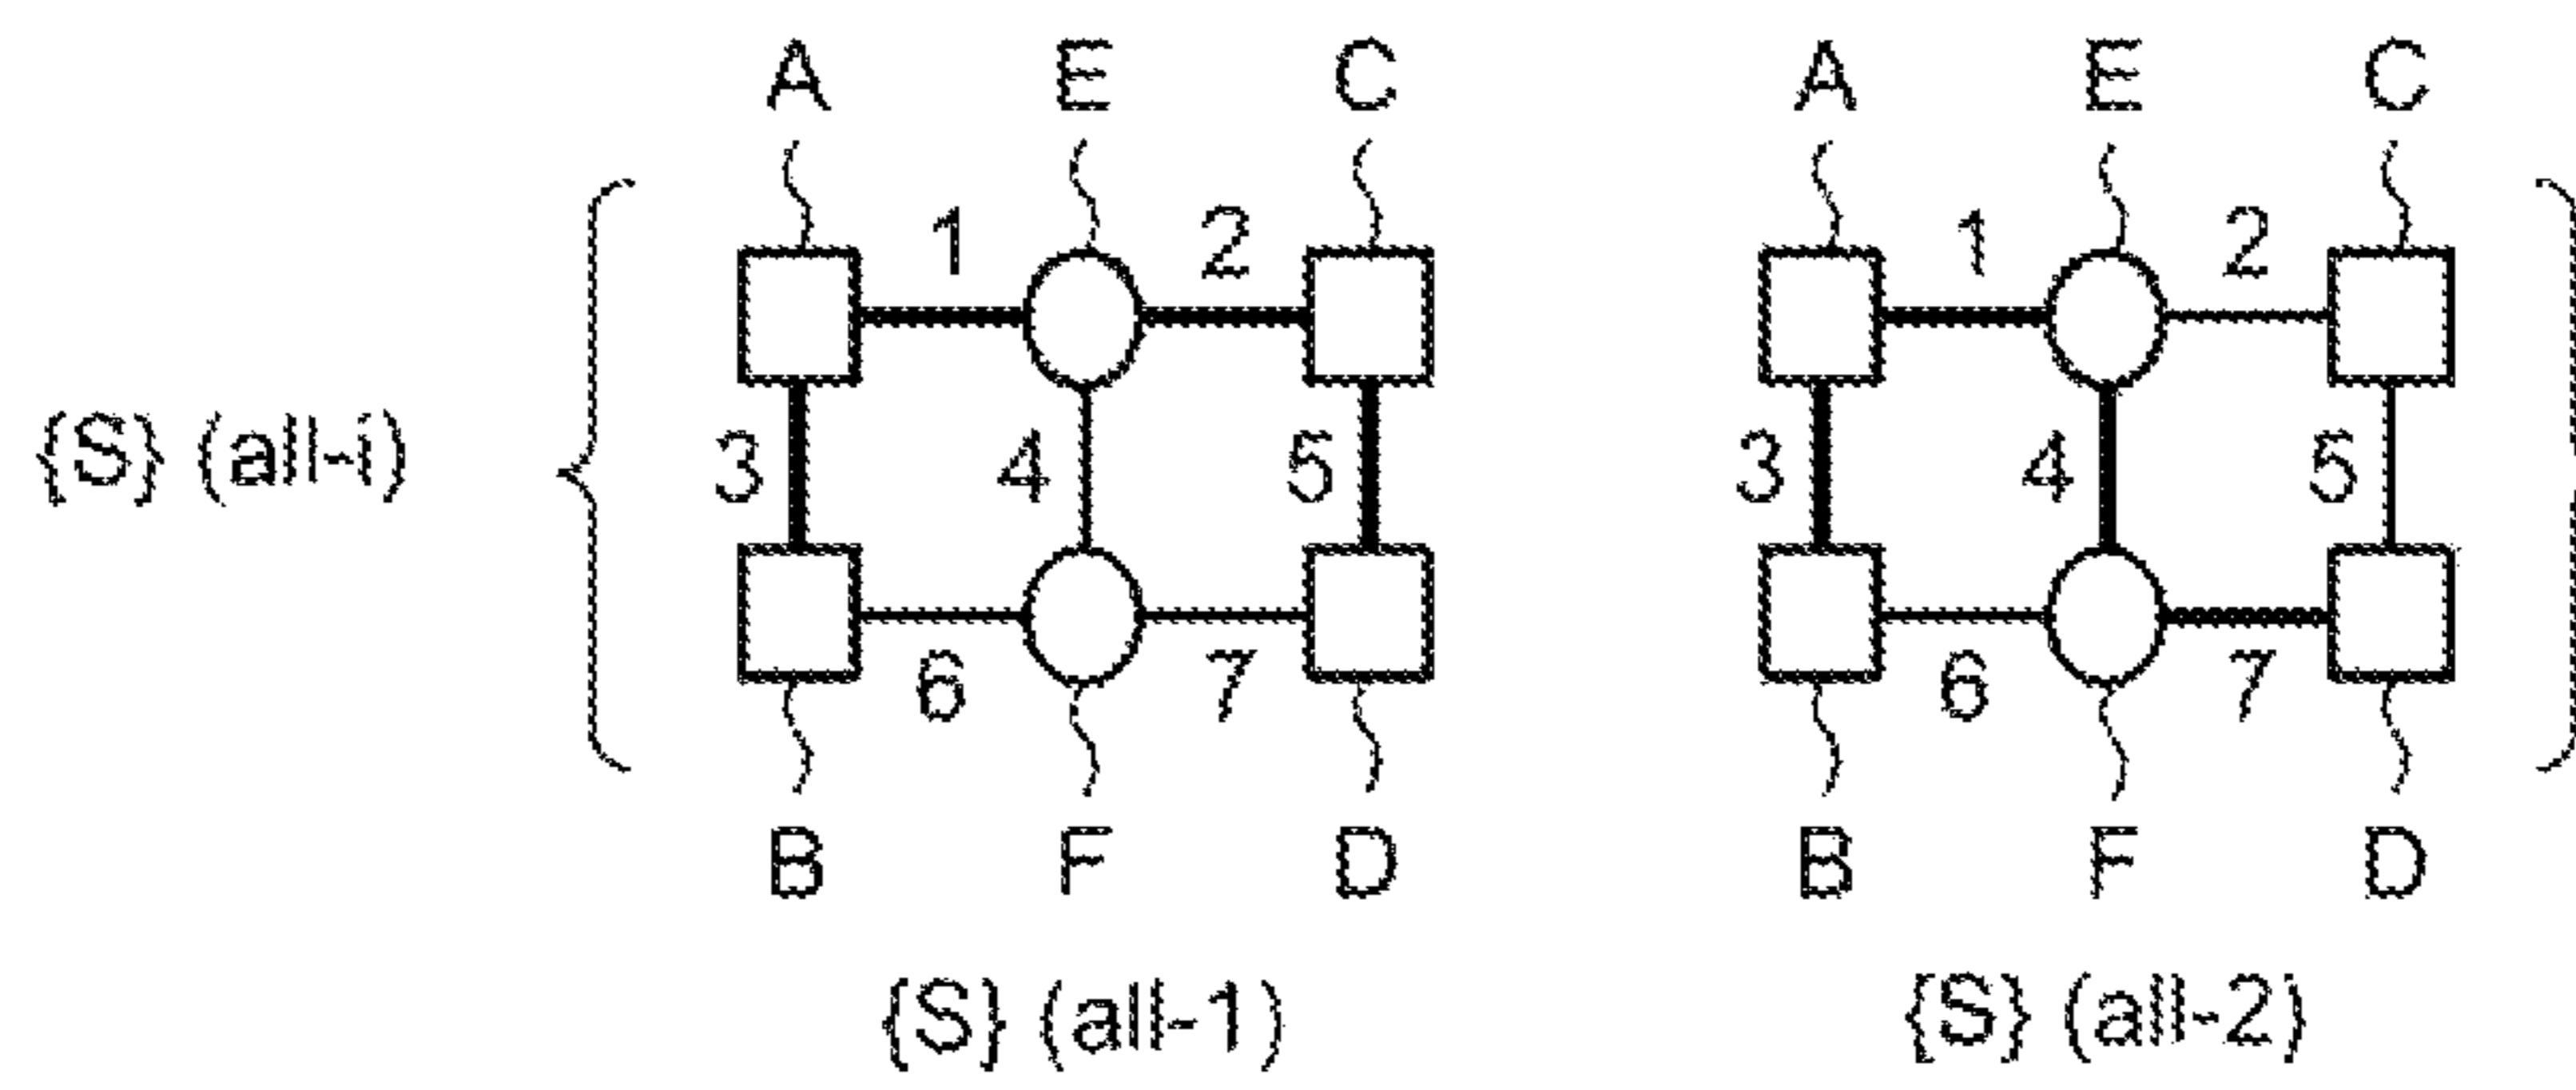 A E C A E C
1 2 1 2
{S} (all-i) 3 4 5 3 4 5
6 7 6 7
B F D B F D
{S} (all-1) {S} (all-2)